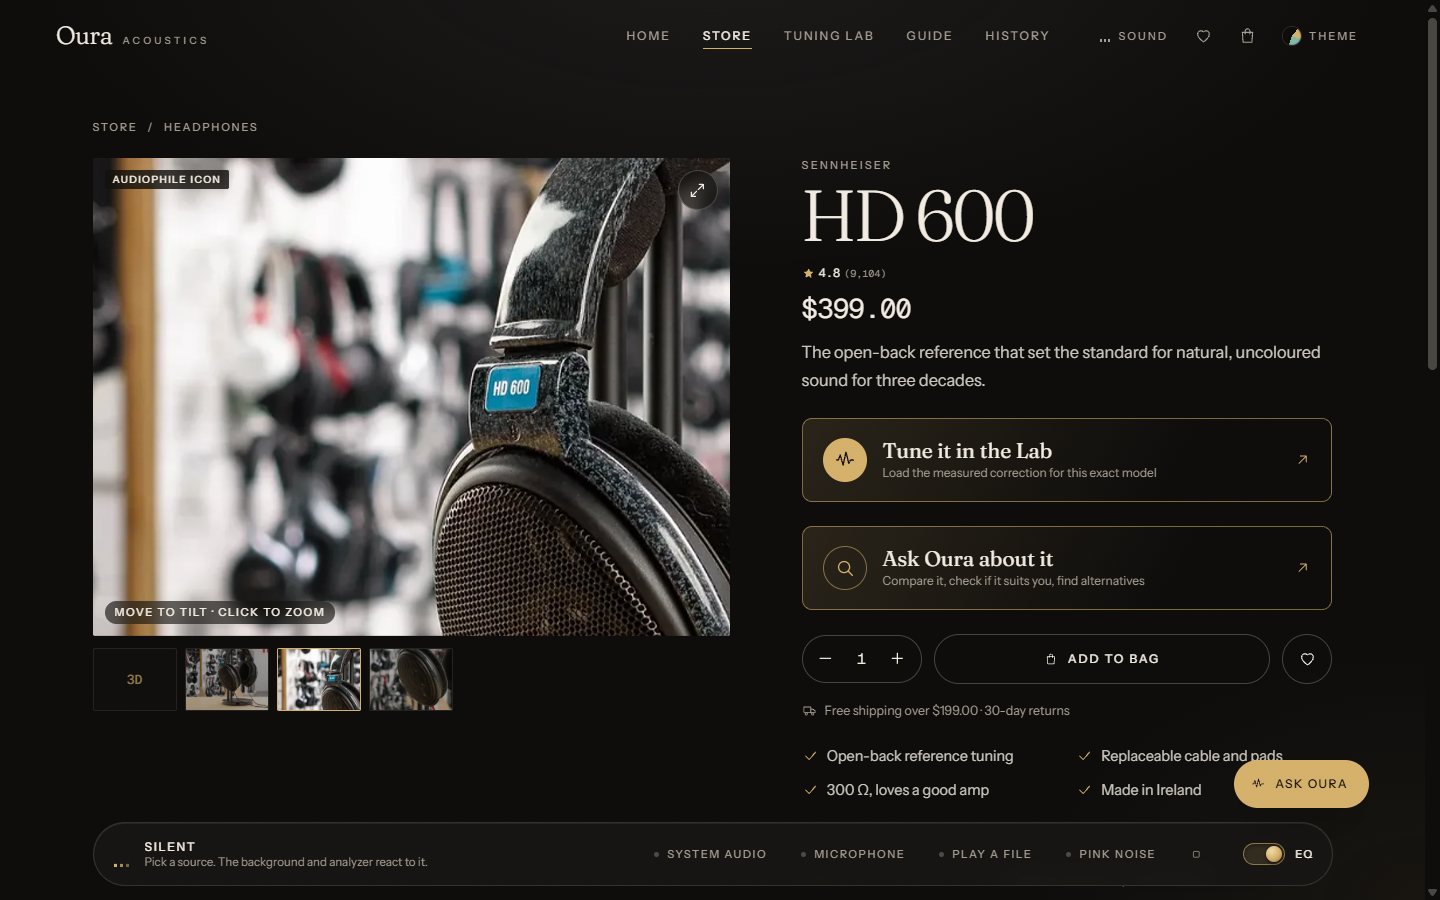 Oura ACOUSTICS
HOME STORE TUNING LAB GUIDE HISTORY SOUND THEME
STORE / HEADPHONES
AUDIOPHILE ICON
HD 600
MOVE TO TILT · CLICK TO ZOOM
3D
SENNHEISER
HD 600
4.8 (9,104)
$399.00
The open-back reference that set the standard for natural, uncoloured
sound for three decades.
Tune it in the Lab
Load the measured correction for this exact model
Ask Oura about it
Compare it, check if it suits you, find alternatives
1 ADD TO BAG
Free shipping over $199.00 · 30-day returns
Open-back reference tuning Replaceable cable and pads
300 Ω, loves a good amp Made in Ireland
ASK OURA
SILENT
Pick a source. The background and analyzer react to it.
SYSTEM AUDIO MICROPHONE PLAY A FILE PINK NOISE EQ